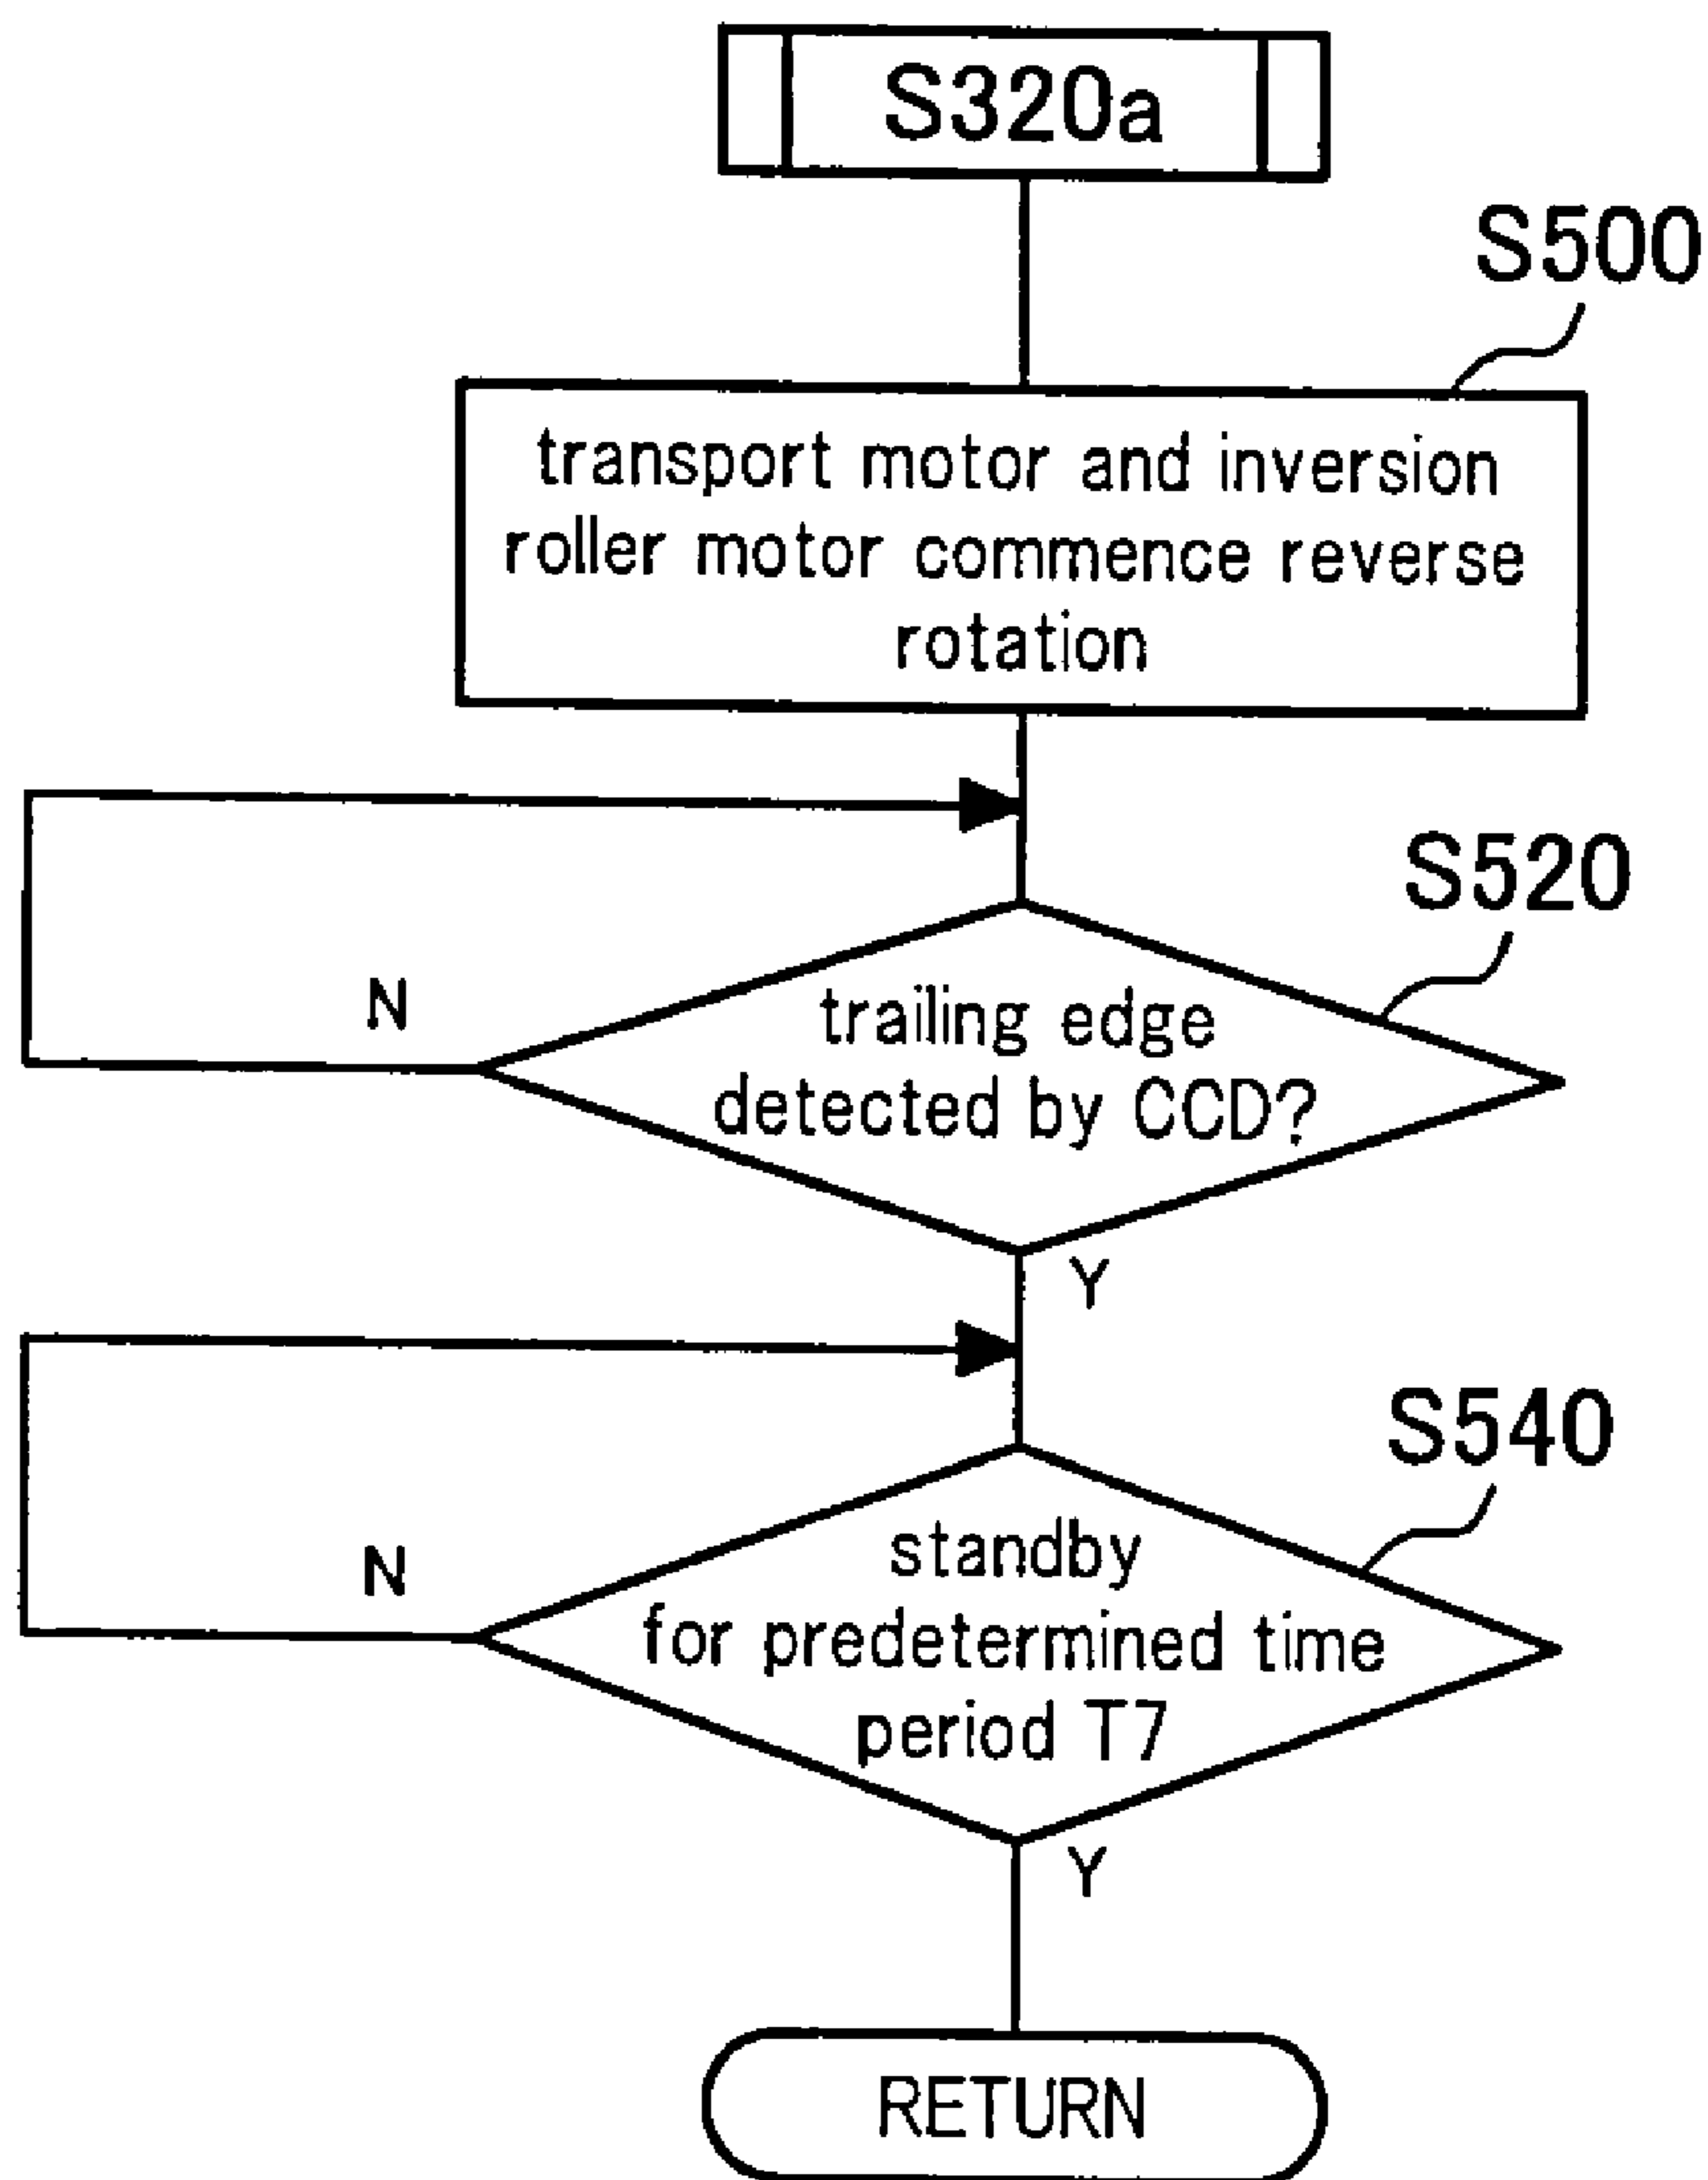 S320a
S500
transport motor and inversion
roller motor commence reverse
rotation
S520
N
trailing edge
detected by CCD?
Y
S540
N
standby
for predetermined time
period T7
Y
RETURN